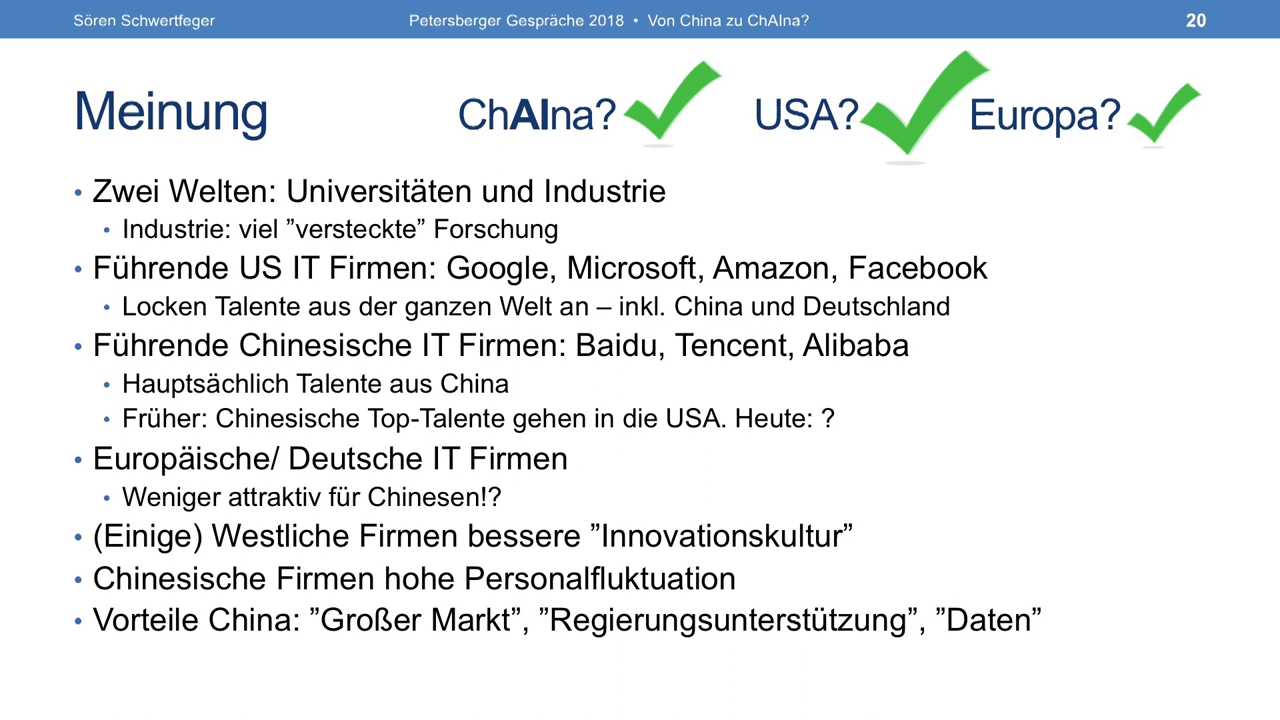 Sören Schwertfeger
Petersberger Gespräche 2018 • Von China zu ChAIna?
20
Meinung
ChAIna?
USA?
Europa?
• Zwei Welten: Universitäten und Industrie
• Industrie: viel ”versteckte” Forschung
• Führende US IT Firmen: Google, Microsoft, Amazon, Facebook
• Locken Talente aus der ganzen Welt an – inkl. China und Deutschland
• Führende Chinesische IT Firmen: Baidu, Tencent, Alibaba
• Hauptsächlich Talente aus China
• Früher: Chinesische Top-Talente gehen in die USA. Heute: ?
• Europäische/ Deutsche IT Firmen
• Weniger attraktiv für Chinesen!?
• (Einige) Westliche Firmen bessere ”Innovationskultur”
• Chinesische Firmen hohe Personalfluktuation
• Vorteile China: ”Großer Markt”, ”Regierungsunterstützung”, ”Daten”